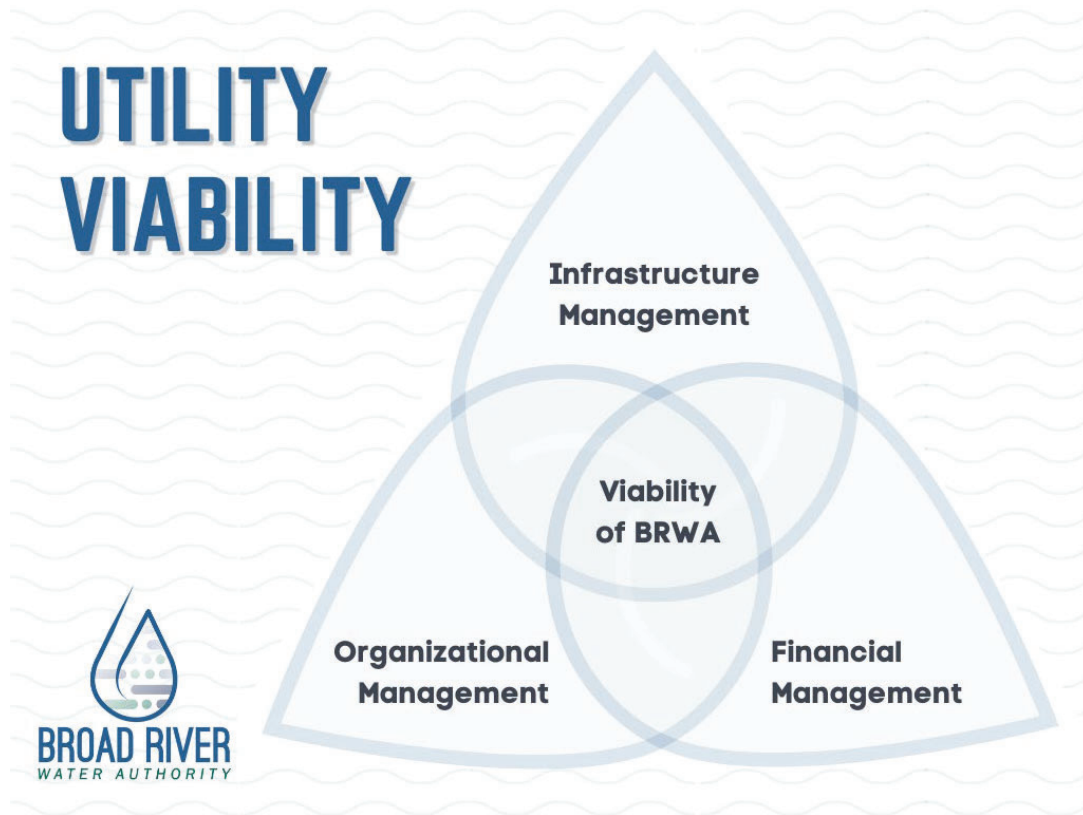 UTILITY
VIABILITY
Infrastructure
Management
Viability
of BRWA
Organizational
Management
Financial
Management
BROAD RIVER
WATER AUTHORITY